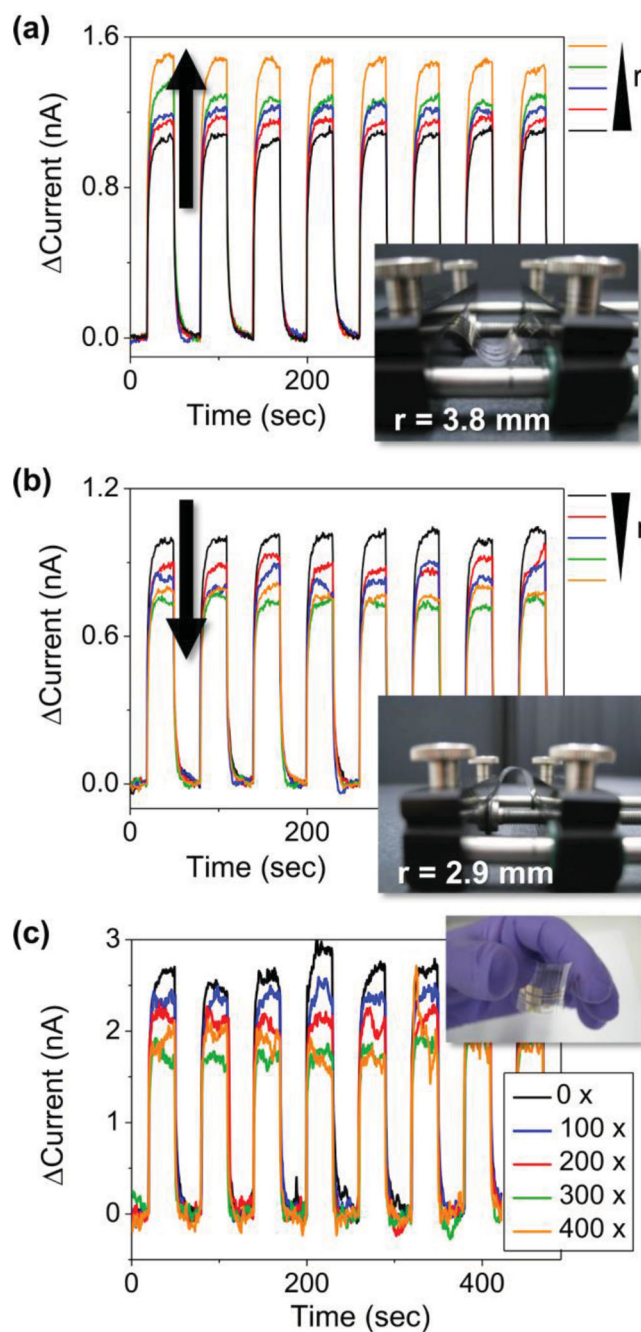 (a)
1.6
0.8
0.0
ΔCurrent (nA)
r
0
200
Time (sec)
r = 3.8 mm
(b)
1.2
0.6
0.0
ΔCurrent (nA)
0
200
Time (sec)
r = 2.9 mm
(c)
3
2
1
0
ΔCurrent (nA)
0 x
100 x
200 x
300 x
400 x
0
200
400
Time (sec)